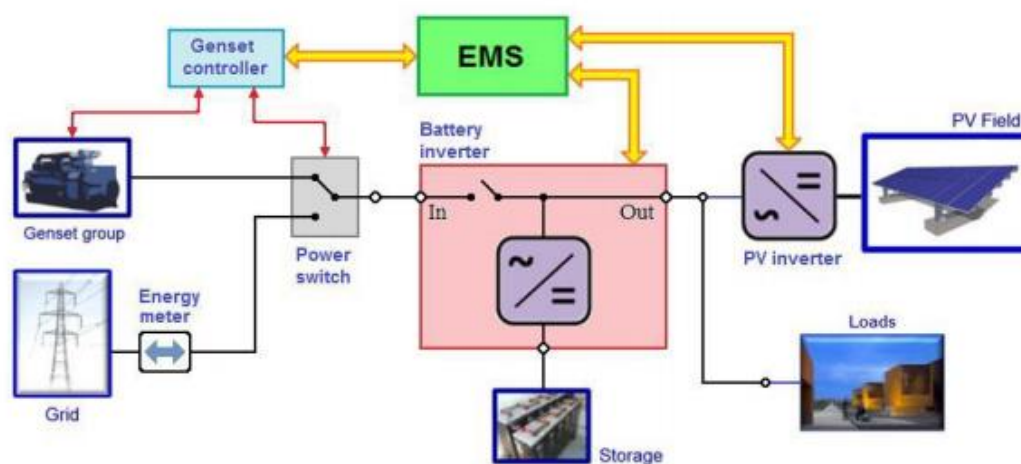 Genset
controller
EMS
Battery
inverter
PV Field
Genset group
In
Out
Power
switch
PV inverter
Energy
meter
Loads
Grid
Storage